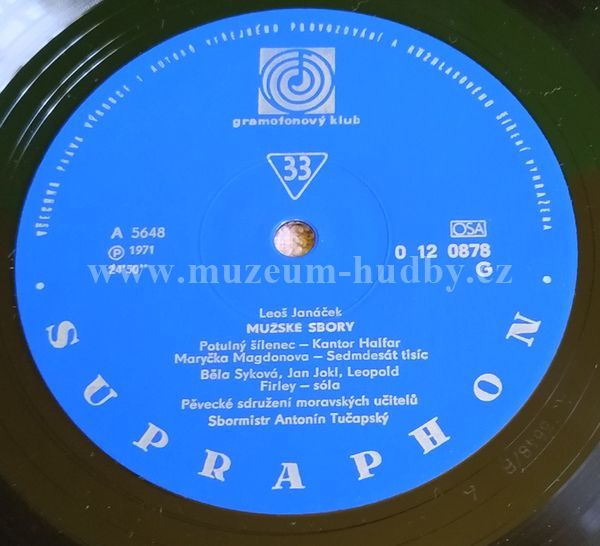 VŠECHNA PRÁVA VÝROBCE I AUTORŮ VEŘEJNÉHO PROVOZOVÁNÍ A ROZHLASOVÉHO ŠÍŘENÍ VYHRAZENA
gramofonový klub
33
A 5648
OSA
Ⓟ 1971
0 12 0878
24'50"
G
www.muzeum-hudby.cz
Leoš Janáček
MUŽSKÉ SBORY
Potulný šílenec – Kantor Halfar
Maryčka Magdonova – Sedmdesát tisíc
Běla Syková, Jan Jokl, Leopold
Firley – sóla
Pěvecké sdružení moravských učitelů
Sbormistr Antonín Tučapský
· SUPRAPHON ·